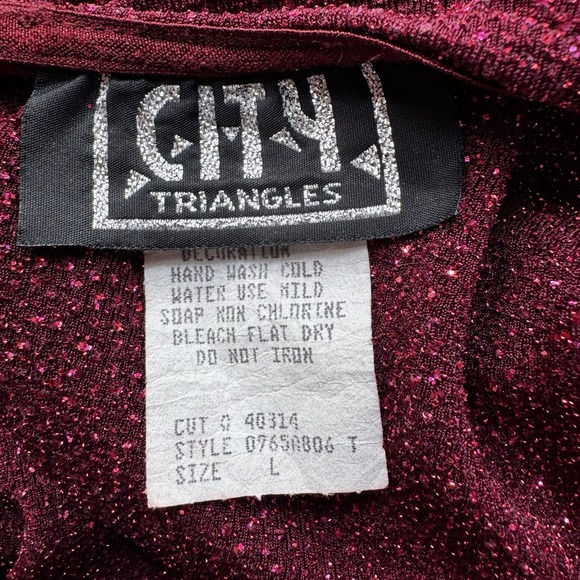 CITY
TRIANGLES
DECORATION
HAND WASH COLD
WATER USE MILD
SOAP NON CHLORINE
BLEACH FLAT DRY
DO NOT IRON
CUT @ 40314
STYLE 0765A806 T
SIZE L